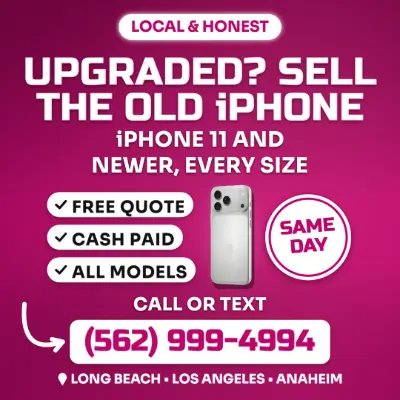 LOCAL & HONEST
UPGRADED? SELL
THE OLD iPHONE
iPHONE 11 AND
NEWER, EVERY SIZE
FREE QUOTE
CASH PAID
ALL MODELS
SAME
DAY
CALL OR TEXT
(562) 999-4994
LONG BEACH • LOS ANGELES • ANAHEIM